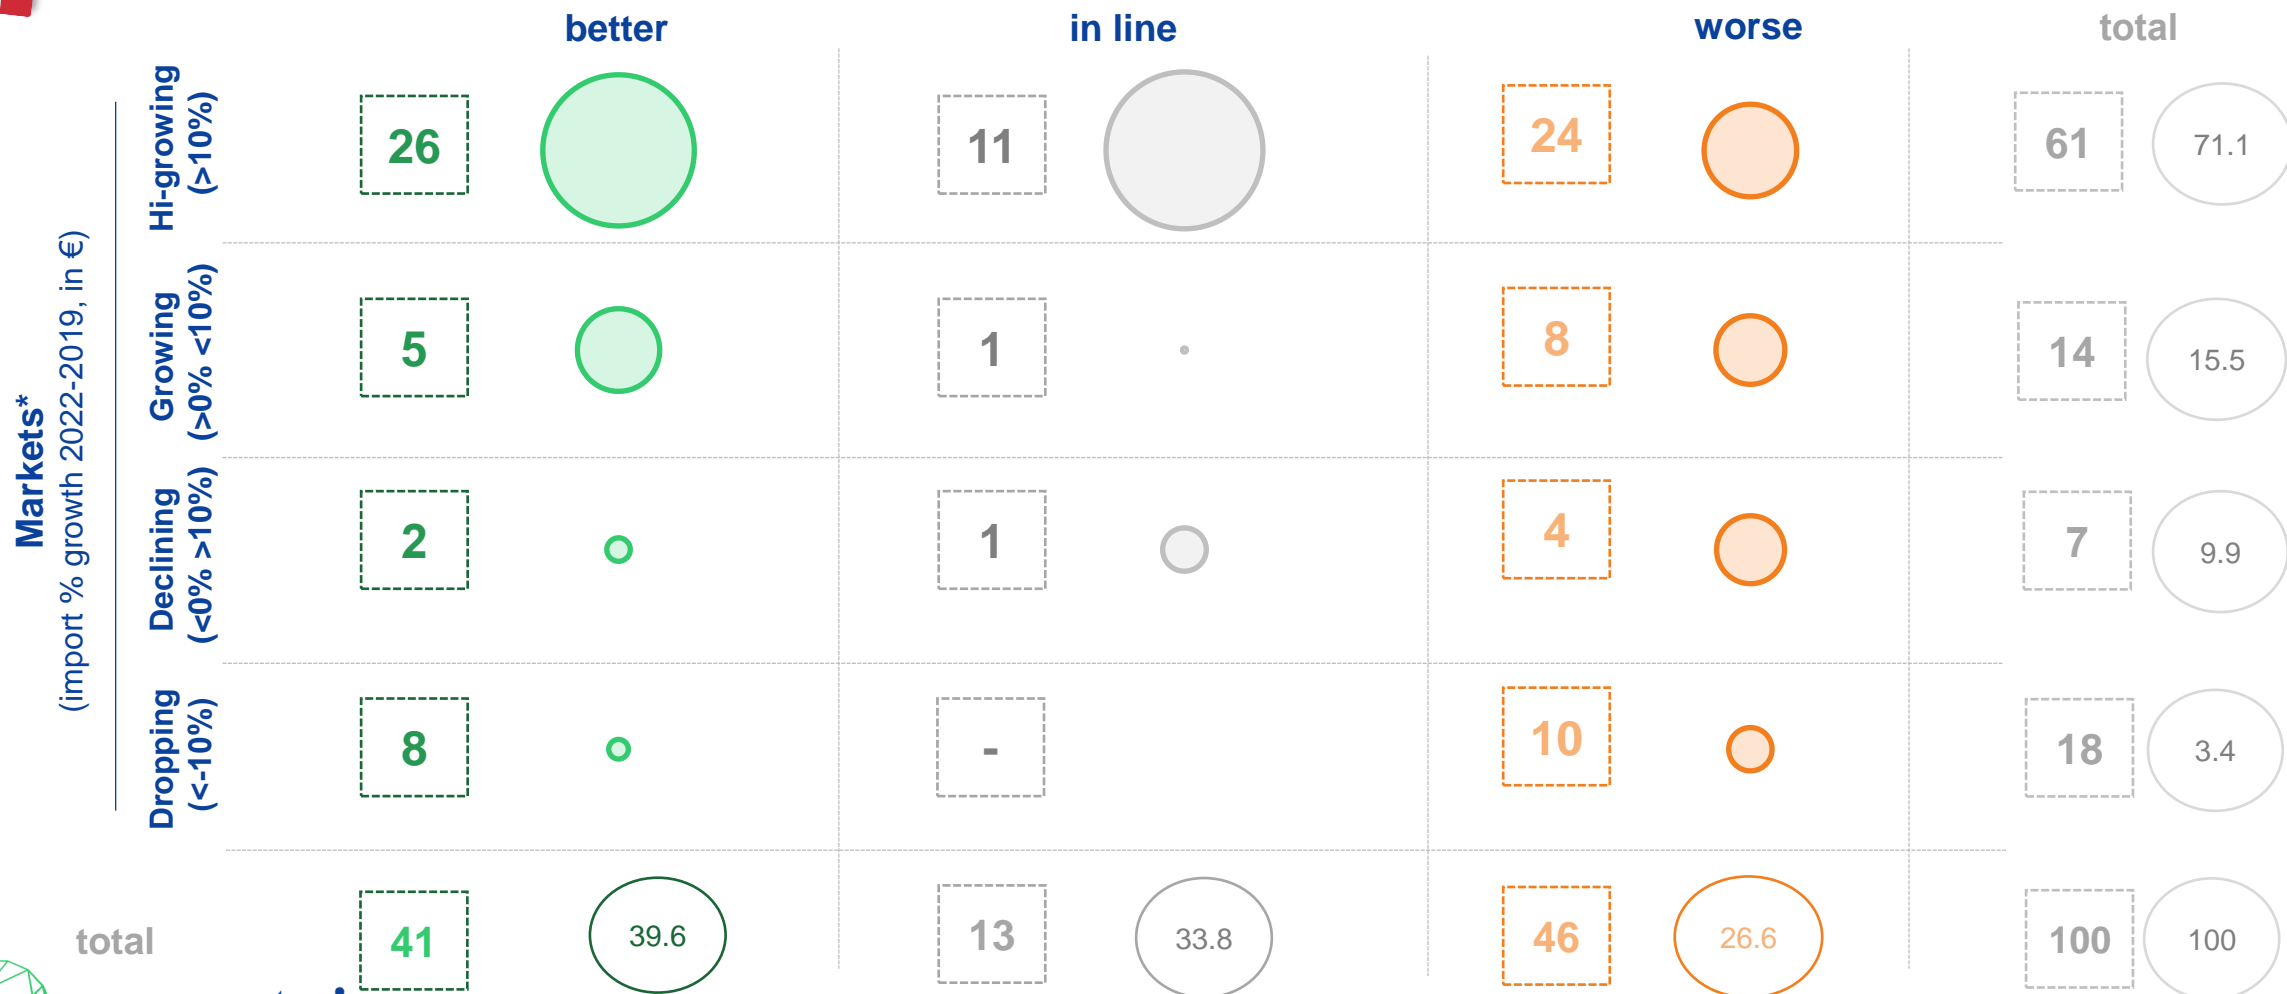 better in line worse total
Markets*
(import % growth 2022-2019, in €)
Hi-growing
(>10%)
26 11 24 61 71.1
Growing
(>0% <10%)
5 1 8 14 15.5
Declining
(<0% >10%)
2 1 4 7 9.9
Dropping
(<-10%)
8 - 10 18 3.4
total 41 39.6 13 33.8 46 26.6 100 100